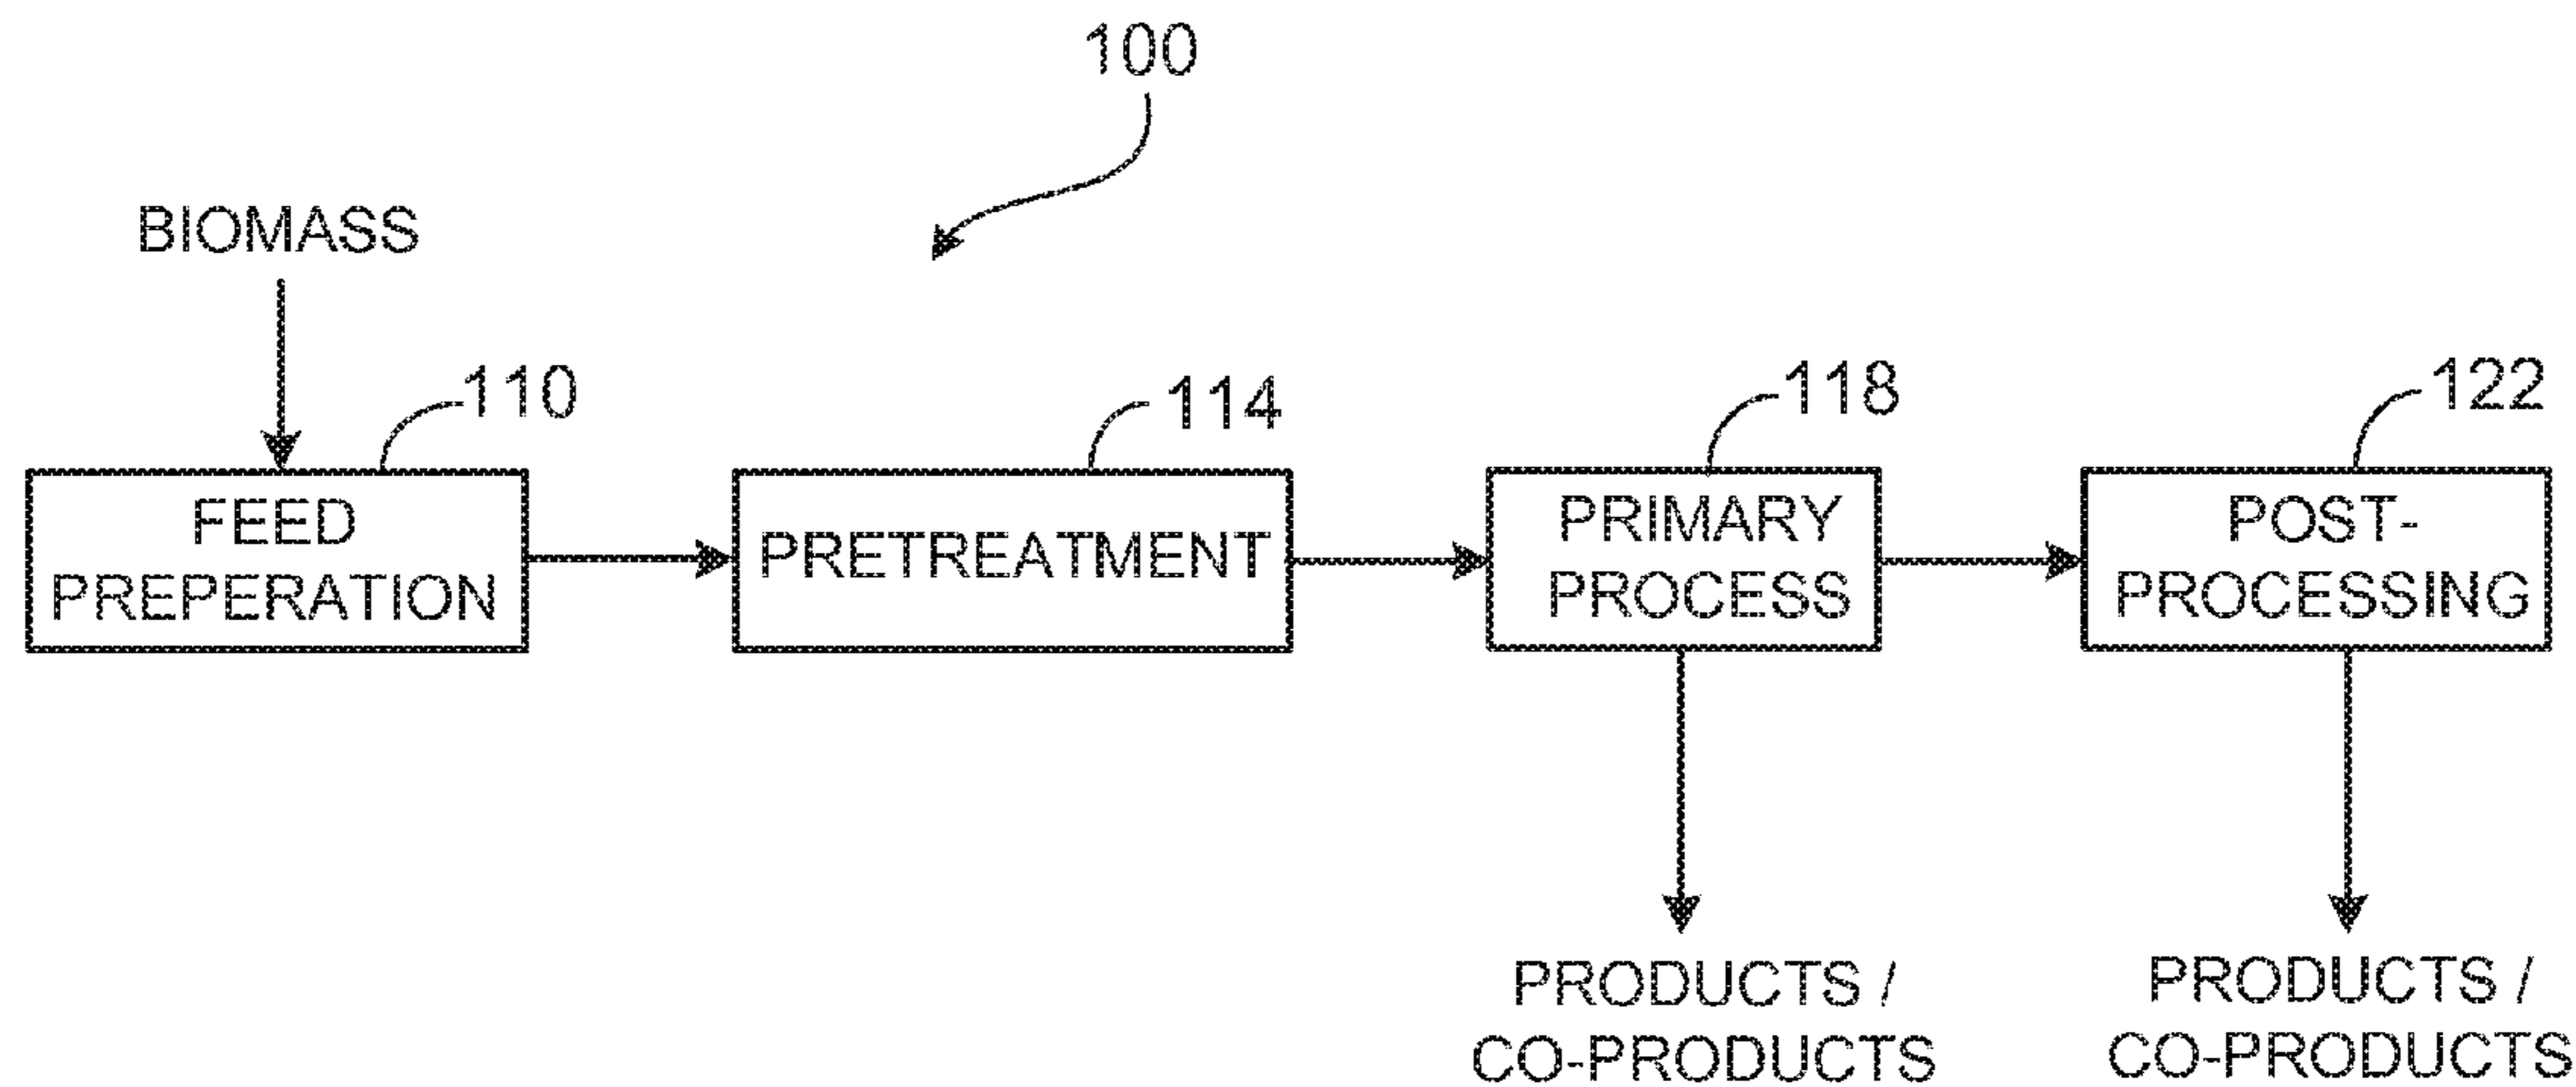 100
BIOMASS
110
114
118
122
FEED
PREPERATION
PRETREATMENT
PRIMARY
PROCESS
POST-
PROCESSING
PRODUCTS /
CO-PRODUCTS
PRODUCTS /
CO-PRODUCTS